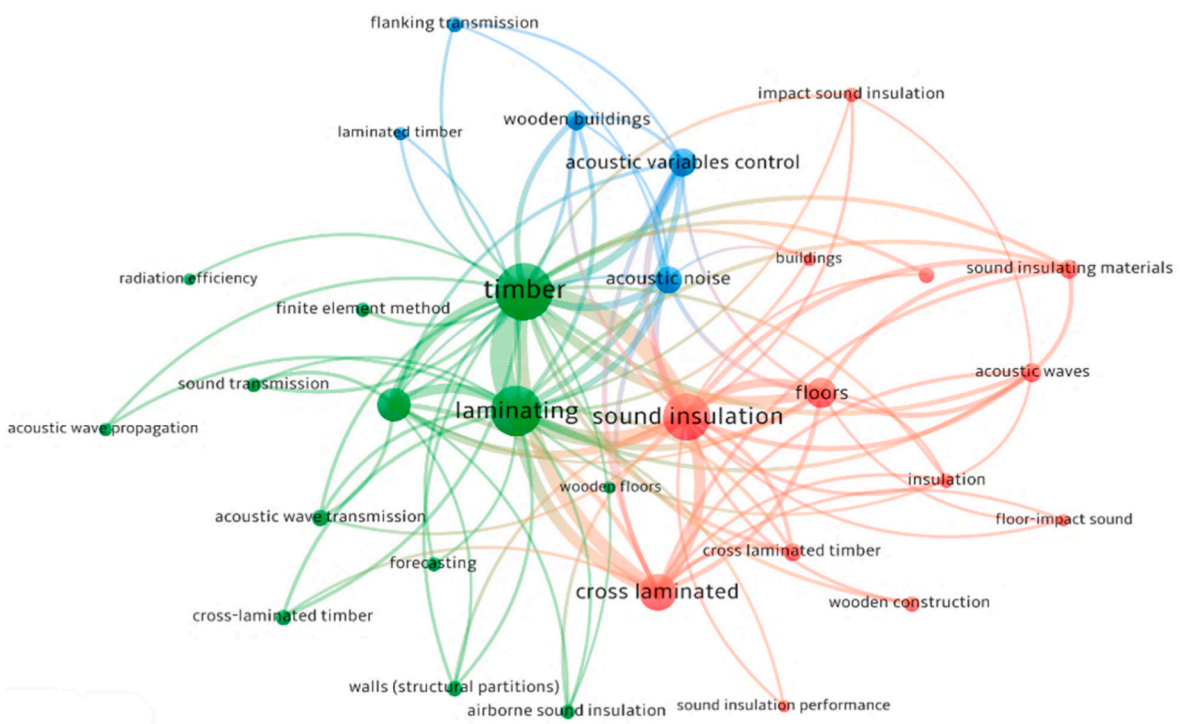 flanking transmission
impact sound insulation
wooden buildings
laminated timber
acoustic variables control
buildings
sound insulating materials
radiation efficiency
acoustic noise
timber
finite element method
acoustic waves
sound transmission
floors
laminating
sound insulation
acoustic wave propagation
insulation
wooden floors
acoustic wave transmission
floor-impact sound
cross laminated timber
forecasting
cross laminated
wooden construction
cross-laminated timber
walls (structural partitions)
sound insulation performance
airborne sound insulation